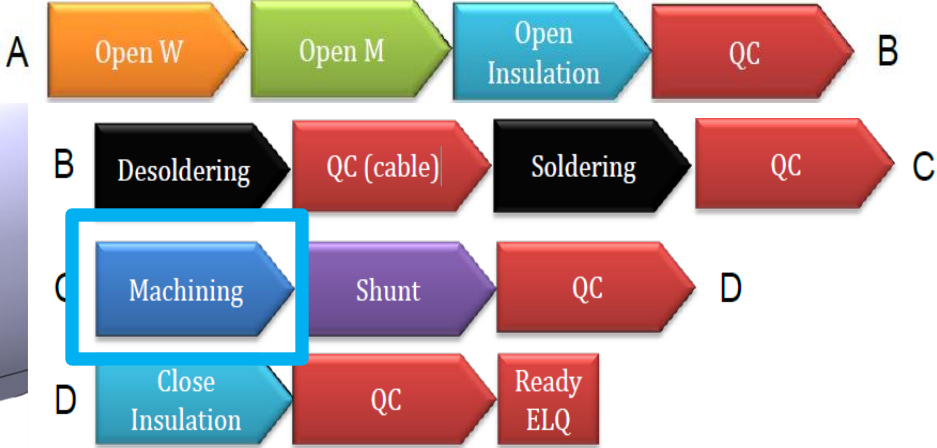 A Open W Open M Open Insulation QC B
B Desoldering QC (cable) Soldering QC C
C Machining Shunt QC D
D Close Insulation QC Ready ELQ